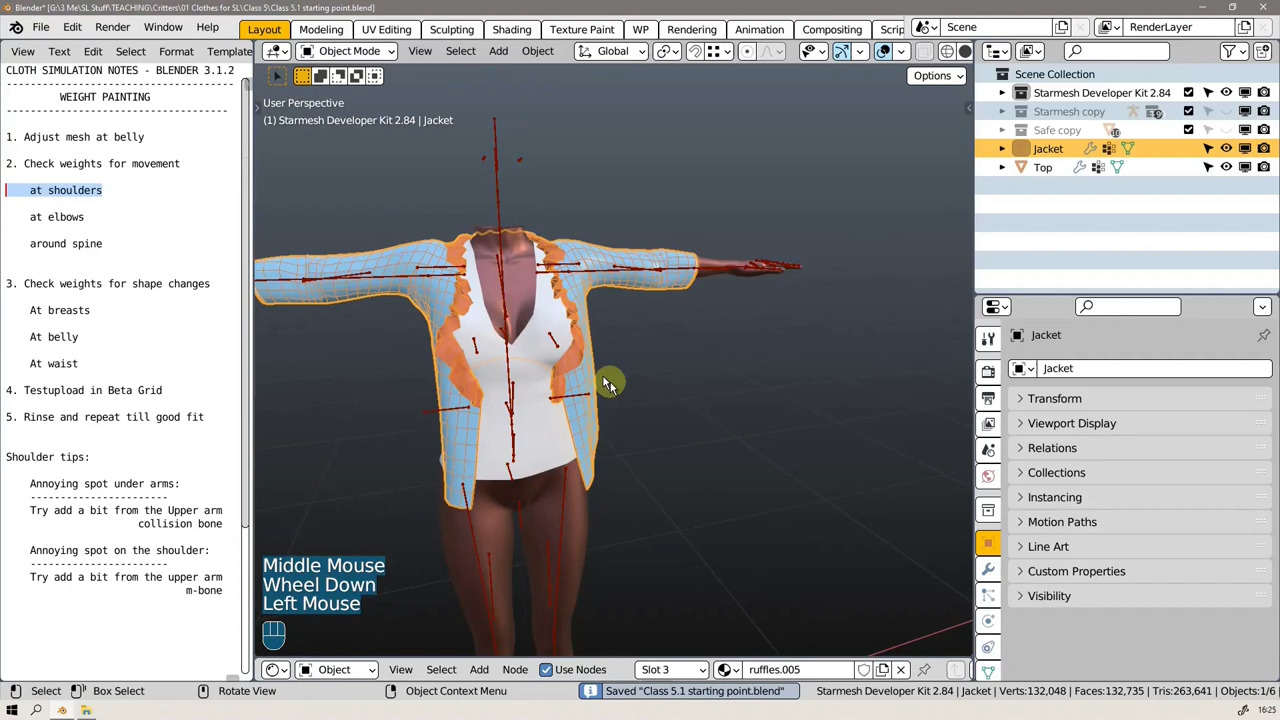 Blender* [G:\3 Me\SL Stuff\TEACHING\Critters\01 Clothes for SL\Class\Class 5.1 starting point.blend]
File Edit Render Window Help
Layout Modeling UV Editing Sculpting Shading Texture Paint WP Rendering Animation Compositing Scrip
Scene
RenderLayer
View Text Edit Select Format Template
Object Mode View Select Add Object Global
Options
CLOTH SIMULATION NOTES - BLENDER 3.1.2
-----------------------------------
WEIGHT PAINTING
-----------------------------------
1. Adjust mesh at belly
2. Check weights for movement
at shoulders
at elbows
around spine
3. Check weights for shape changes
At breasts
At belly
At waist
4. Testupload in Beta Grid
5. Rinse and repeat till good fit
Shoulder tips:
Annoying spot under arms:
-----------------------
Try add a bit from the Upper arm
collision bone
Annoying spot on the shoulder:
-----------------------
Try add a bit from the upper arm
m-bone
User Perspective
(1) Starmesh Developer Kit 2.84 | Jacket
Middle Mouse
Wheel Down
Left Mouse
Scene Collection
Starmesh Developer Kit 2.84
Starmesh copy
Safe copy
10
Jacket
Top
Jacket
Jacket
Transform
Viewport Display
Relations
Collections
Instancing
Motion Paths
Line Art
Custom Properties
Visibility
Object View Select Add Node Use Nodes Slot 3 ruffles.005
Select Box Select Rotate View Object Context Menu
Saved "Class 5.1 starting point.blend"
Starmesh Developer Kit 2.84 | Jacket | Verts:132,048 | Faces:132,735 | Tris:263,641 | Objects:1/6
16:25